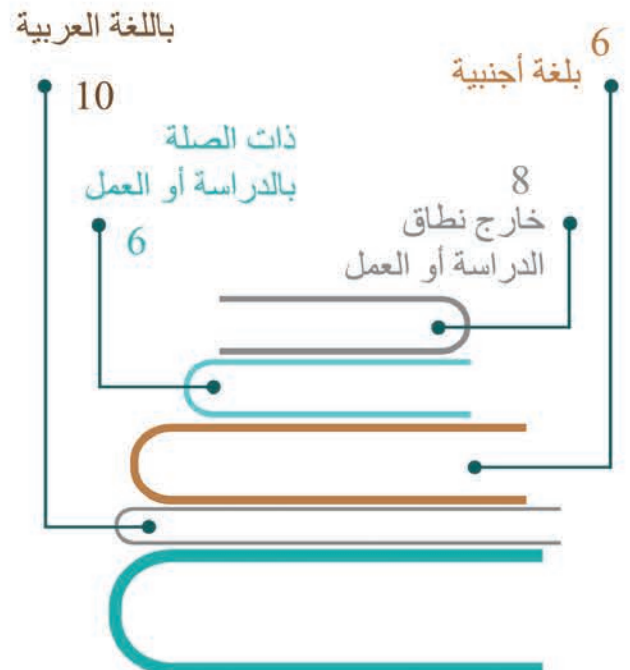 باللغة العربية
10
6
بلغة أجنبية
ذات الصلة
بالدراسة أو العمل
6
8
خارج نطاق
الدراسة أو العمل